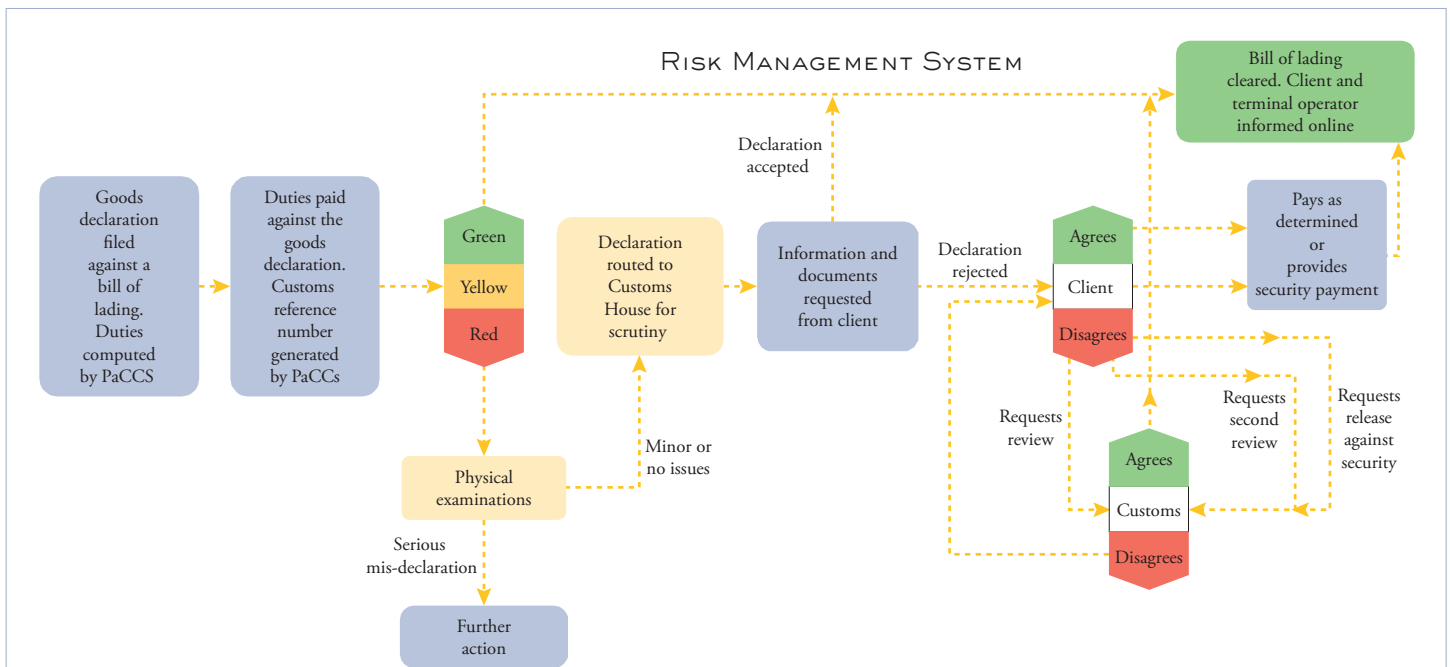 RISK MANAGEMENT SYSTEM
Goods
declaration
filed
against a
bill of
lading.
Duties
computed
by PaCCS
Duties paid
against the
goods
declaration.
Customs
reference
number
generated
by PaCCs
Green
Yellow
Red
Physical
examinations
Serious
mis-declaration
Further
action
Minor or
no issues
Declaration
routed to
Customs
House for
scrutiny
Information and
documents
requested
from client
Declaration
accepted
Declaration
rejected
Agrees
Client
Disagrees
Requests
review
Requests
second
review
Requests
release
against
security
Agrees
Customs
Disagrees
Pays as
determined
or
provides
security payment
Bill of lading
cleared. Client and
terminal operator
informed online